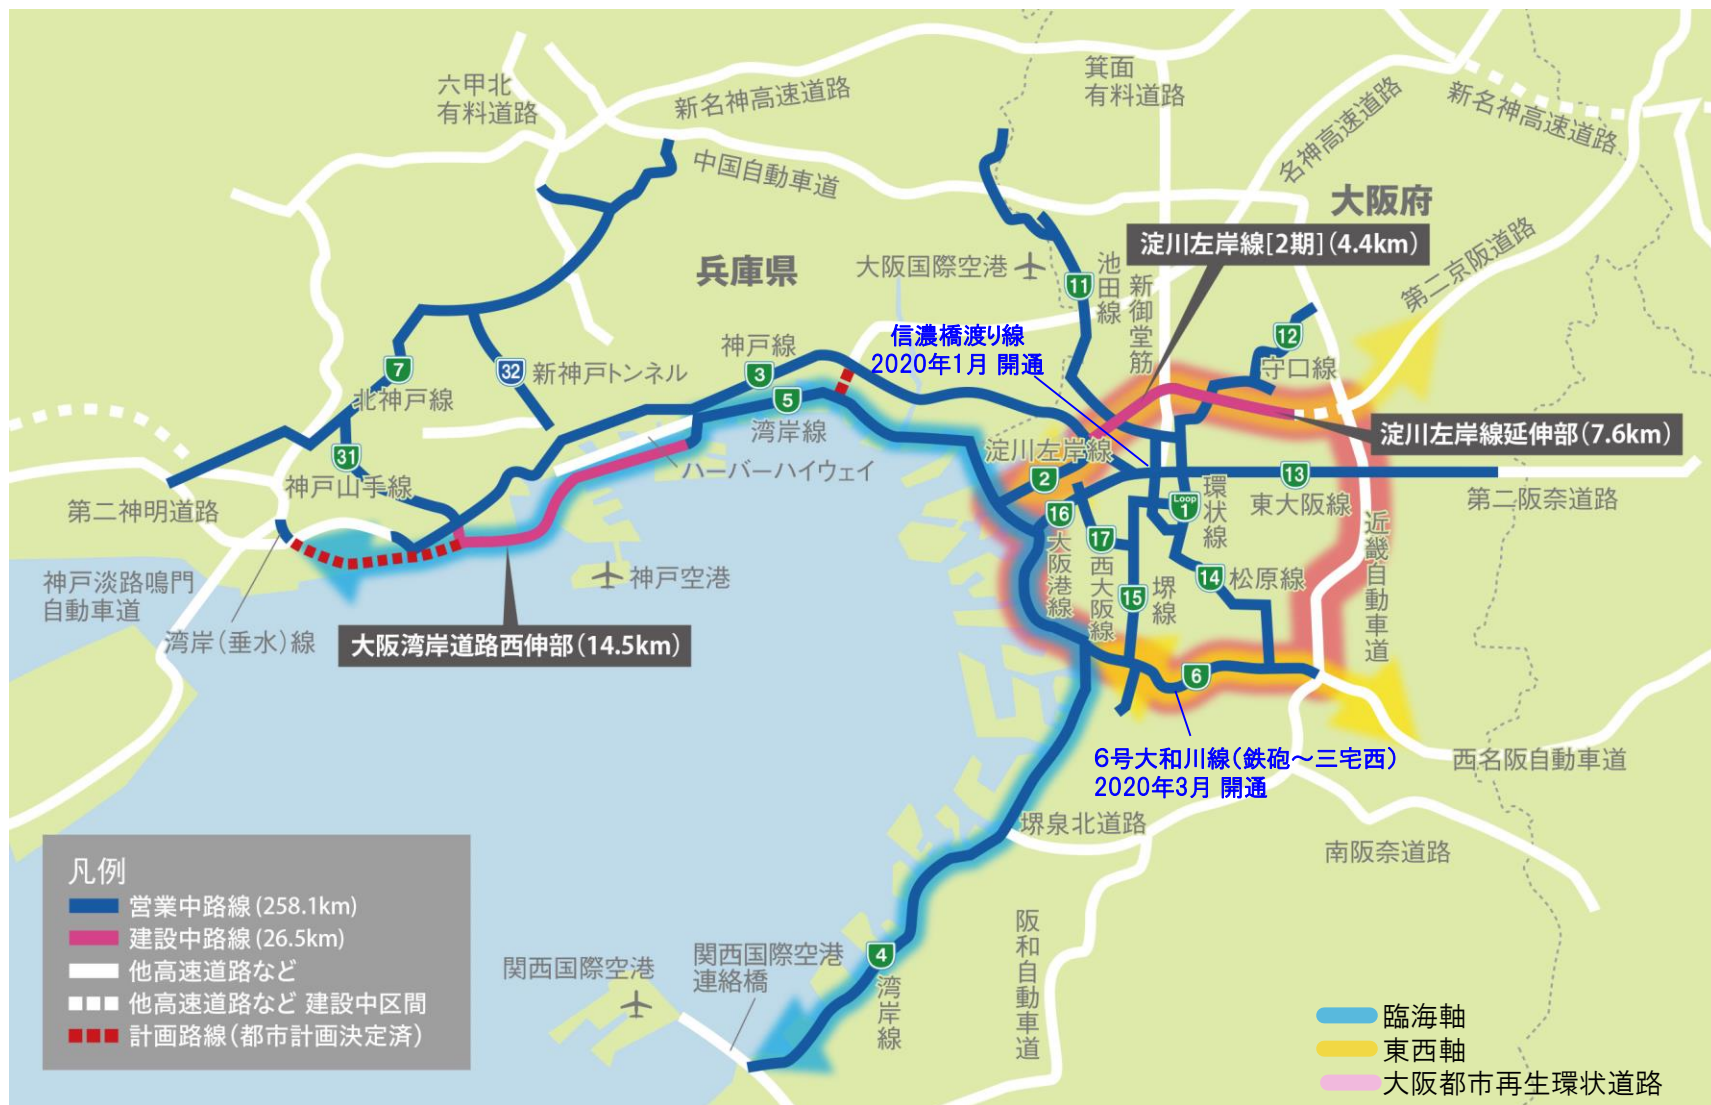 六甲北
有料道路
新名神高速道路
中国自動車道
箕面
有料道路
名神高速道路
新名神高速道路
大阪府
淀川左岸線[2期](4.4km)
第二京阪道路
兵庫県
大阪国際空港
11
池田線
新御堂筋
信濃橋渡り線
2020年1月 開通
12
守口線
神戸線
3
7
北神戸線
32
新神戸トンネル
5
湾岸線
淀川左岸線延伸部(7.6km)
31
神戸山手線
ハーバーハイウェイ
淀川左岸線
2
13
東大阪線
第二阪奈道路
第二神明道路
16
大阪港線
17
西大阪線
Loop
1
環状線
近畿自動車道
神戸淡路鳴門
自動車道
神戸空港
15
堺線
14
松原線
湾岸(垂水)線
大阪湾岸道路西伸部(14.5km)
6
6号大和川線(鉄砲～三宅西)
2020年3月 開通
西名阪自動車道
堺泉北道路
南阪奈道路
阪和自動車道
関西国際空港
関西国際空港
連絡橋
4
湾岸線
凡例
営業中路線(258.1km)
建設中路線(26.5km)
他高速道路など
他高速道路など 建設中区間
計画路線(都市計画決定済)
臨海軸
東西軸
大阪都市再生環状道路